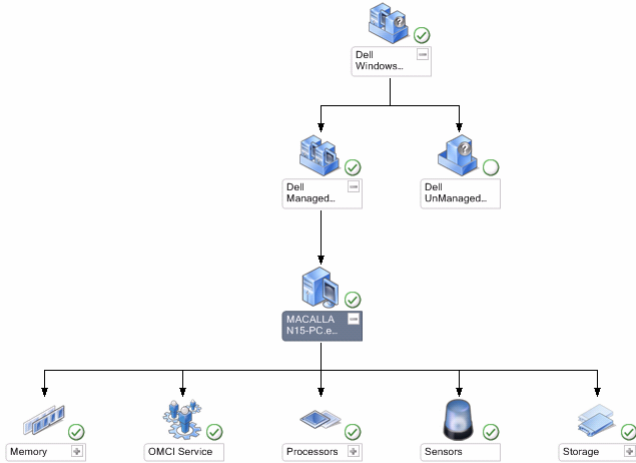 Dell
Windows...
Dell
Managed...
Dell
UnManaged...
MACALLA
N15-PC.e...
Memory
OMCI Service
Processors
Sensors
Storage